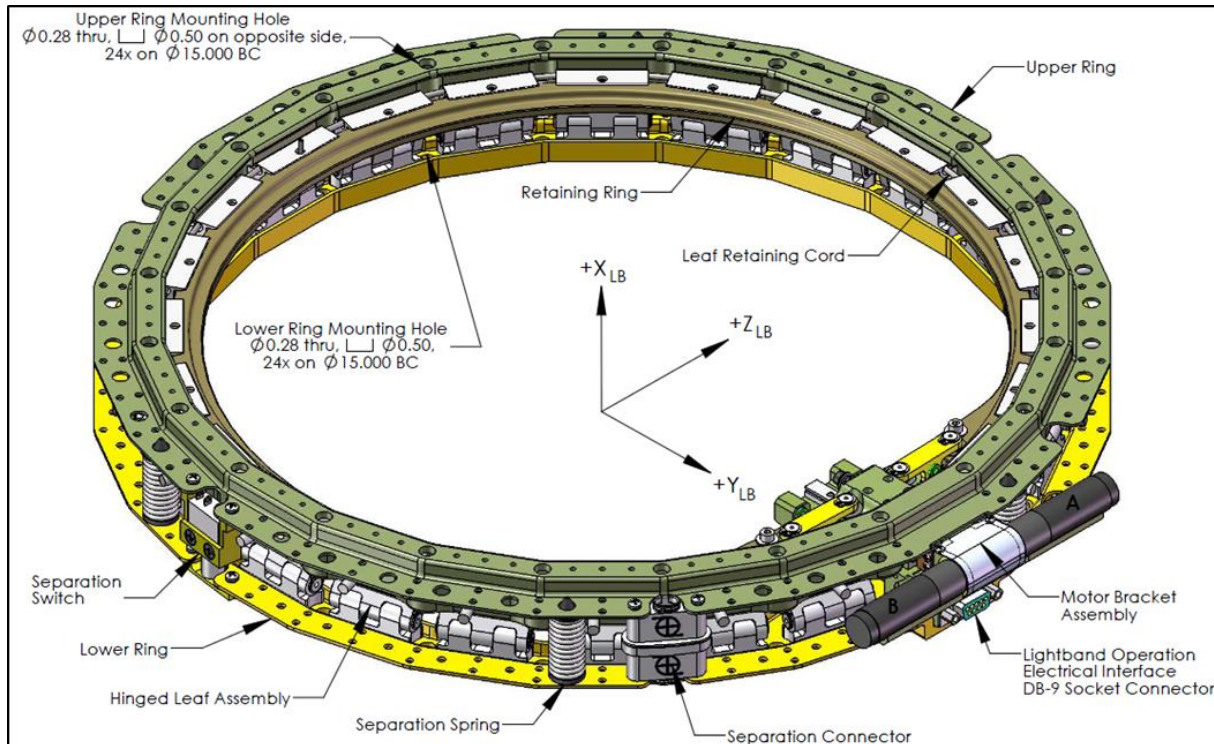 Upper Ring Mounting Hole
Ø0.28 thru, ⌴ Ø0.50 on opposite side,
24x on Ø15.000 BC
Upper Ring
Retaining Ring
Leaf Retaining Cord
+X LB
+Z LB
Lower Ring Mounting Hole
Ø0.28 thru, ⌴ Ø0.50,
24x on Ø15.000 BC
+Y LB
A
B
Separation
Switch
Motor Bracket
Assembly
Lower Ring
Lightband Operation
Electrical Interface
DB-9 Socket Connector
Hinged Leaf Assembly
Separation Spring
Separation Connector